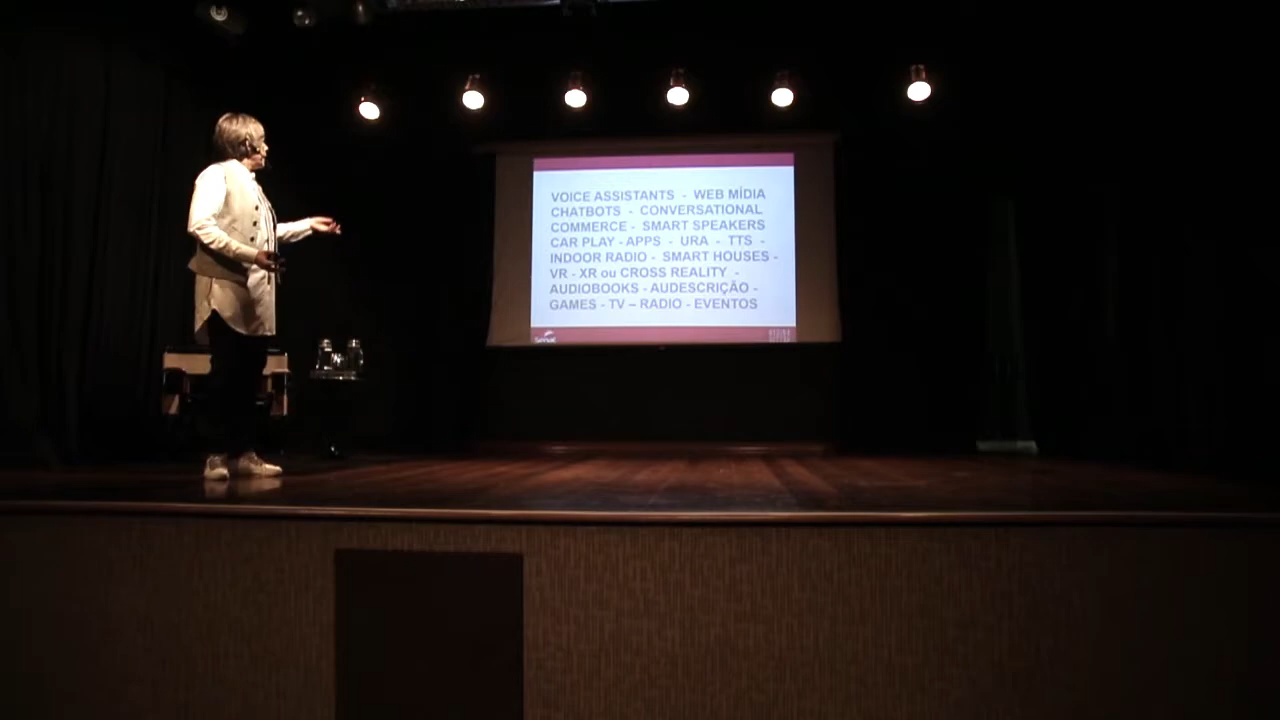 VOICE ASSISTANTS - WEB MÍDIA
CHATBOTS - CONVERSATIONAL
COMMERCE - SMART SPEAKERS
CAR PLAY - APPS - URA - TTS -
INDOOR RADIO - SMART HOUSES -
VR - XR ou CROSS REALITY -
AUDIOBOOKS - AUDESCRIÇÃO -
GAMES - TV – RADIO - EVENTOS
senac